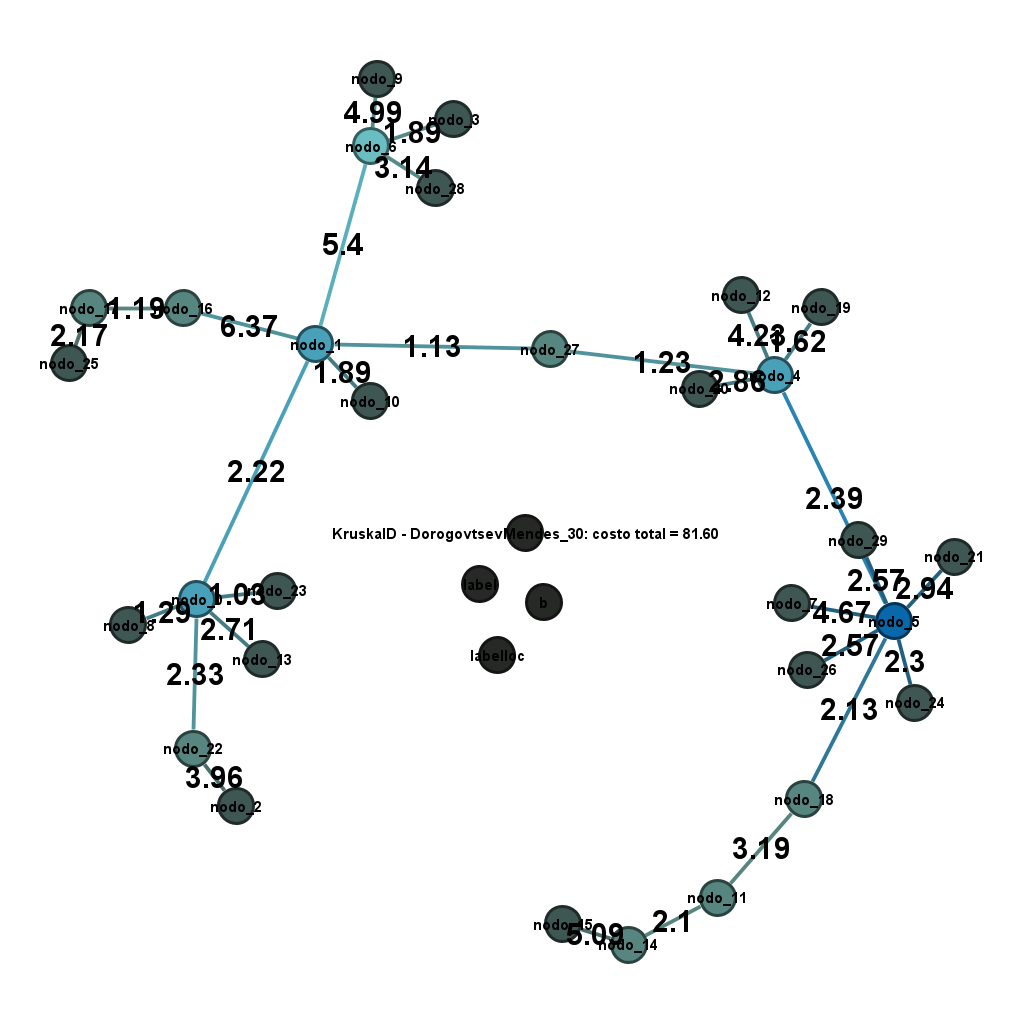 nodo_9
4.99
nodo_3
1.89
nodo_6
3.14
nodo_28
5.4
nodo_12
nodo_19
nodo_17
1.19
nodo_16
6.37
4.23
1.62
2.17
nodo_25
nodo_1
1.13
nodo_27
1.23
nodo_4
1.89
2.86
nodo_10
2.22
2.39
KruskalD - DorogovtsevMendes_30: costo total = 81.60
nodo_29
nodo_21
label
b
2.57
2.94
nodo_23
1.03
nodo_8
1.29
nodo_7
4.67
nodo_5
2.71
nodo_13
labelloc
2.57
nodo_26
2.3
2.33
nodo_24
2.13
nodo_22
3.96
nodo_2
nodo_18
3.19
nodo_11
2.1
nodo_15
5.09
nodo_14